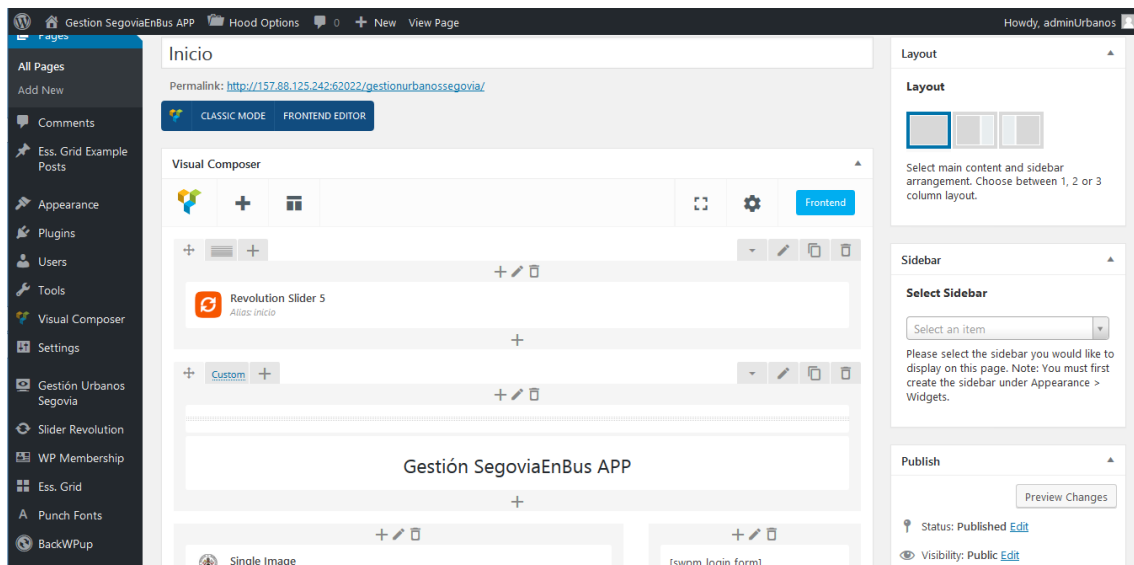 Gestion SegoviaEnBus APP Hood Options 0 New View Page Howdy, adminUrbanos
Pages
All Pages
Add New
Comments
Ess. Grid Example
Posts
Appearance
Plugins
Users
Tools
Visual Composer
Settings
Gestión Urbanos
Segovia
Slider Revolution
WP Membership
Ess. Grid
Punch Fonts
BackWPup
Inicio
Permalink: http://157.88.125.242:62022/gestionurbanossegovia/
CLASSIC MODE FRONTEND EDITOR
Visual Composer
Frontend
Revolution Slider 5
Alias: inicio
Custom
Gestión SegoviaEnBus APP
Single Image
[swpm_login_form]
Layout
Layout
Select main content and sidebar
arrangement. Choose between 1, 2 or 3
column layout.
Sidebar
Select Sidebar
Select an item
Please select the sidebar you would like to
display on this page. Note: You must first
create the sidebar under Appearance >
Widgets.
Publish
Preview Changes
Status: Published Edit
Visibility: Public Edit